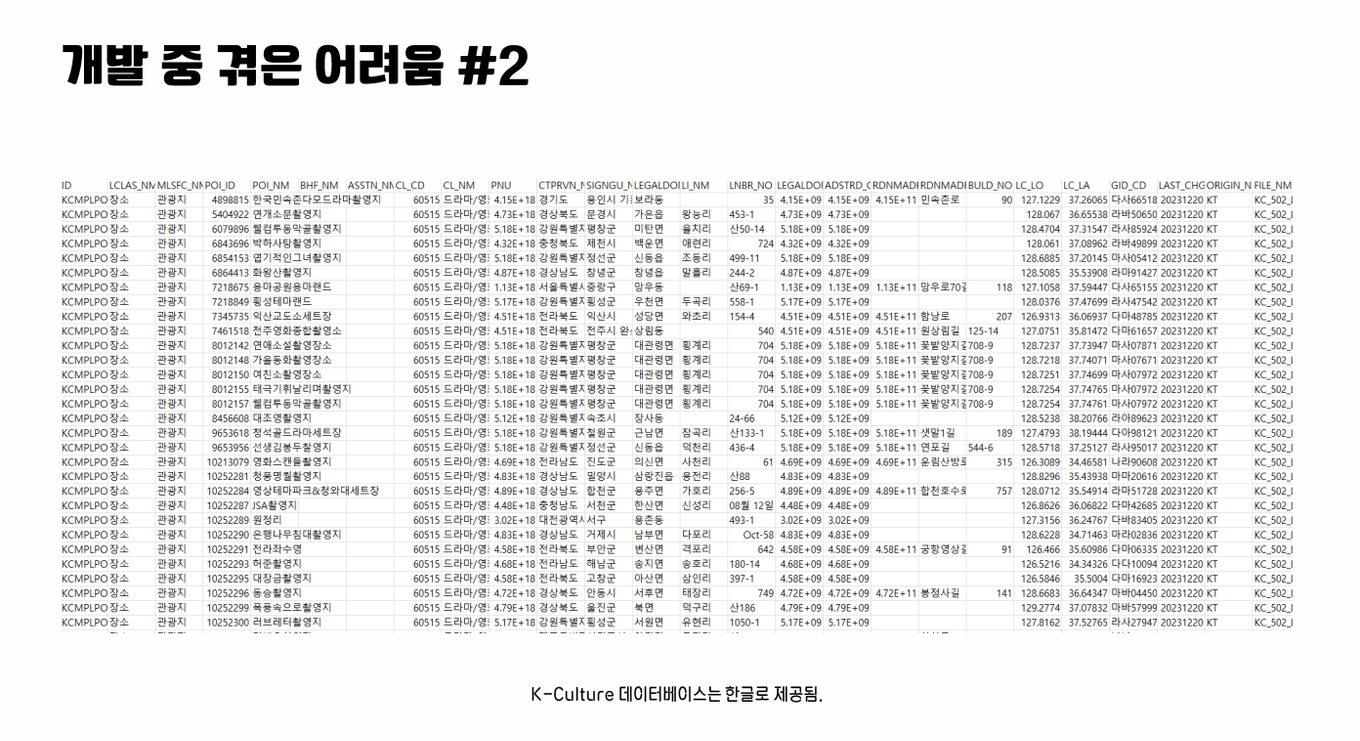 개발 중 겪은 어려움 #2
ID LCLAS_NM MLSFC_NM POI_ID POI_NM BHF_NM ASSTN_NM CL_CD CL_NM PNU CTPRVN_N SIGNGU_N LEGALDON LI_NM LNBR_NO LEGALDON ADSTRD_C RDNMADR RDNMADR BULD_NO LC_LO LC_LA GID_CD LAST_CHG ORIGIN_N FILE_NM
KCMPLPO 장소 관광지 4898815 한국민속촌다모드라마촬영지 60515 드라마/영 4.15E+18 경기도 용인시 기 보라동 35 4.15E+09 4.15E+09 4.15E+11 민속촌로 90 127.1229 37.26065 다사66518 20231220 KT KC_502_I
KCMPLPO 장소 관광지 5404922 연개소문촬영지 60515 드라마/영 4.73E+18 경상북도 문경시 가은읍 왕능리 453-1 4.73E+09 4.73E+09 128.067 36.65538 라바50650 20231220 KT KC_502_I
KCMPLPO 장소 관광지 6079896 웰컴투동막골촬영지 60515 드라마/영 5.18E+18 강원특별자 평창군 미탄면 율치리 산50-14 5.18E+09 5.18E+09 128.4704 37.31547 라사85924 20231220 KT KC_502_I
KCMPLPO 장소 관광지 6843696 박하사탕촬영지 60515 드라마/영 4.32E+18 충청북도 제천시 백운면 애련리 724 4.32E+09 4.32E+09 128.061 37.08962 라바49899 20231220 KT KC_502_I
KCMPLPO 장소 관광지 6854153 엽기적인그녀촬영지 60515 드라마/영 5.18E+18 강원특별자 정선군 신동읍 조동리 499-11 5.18E+09 5.18E+09 128.6885 37.20145 마사05412 20231220 KT KC_502_I
KCMPLPO 장소 관광지 6864413 화왕산촬영지 60515 드라마/영 4.87E+18 경상남도 창녕군 창녕읍 말흘리 244-2 4.87E+09 4.87E+09 128.5085 35.53908 라마91427 20231220 KT KC_502_I
KCMPLPO 장소 관광지 7218675 용마공원용마랜드 60515 드라마/영 1.13E+18 서울특별시 중랑구 망우동 산69-1 1.13E+09 1.13E+09 1.13E+11 망우로70길 118 127.1058 37.59447 다사65155 20231220 KT KC_502_I
KCMPLPO 장소 관광지 7218849 횡성테마랜드 60515 드라마/영 5.17E+18 강원특별자 횡성군 우천면 두곡리 558-1 5.17E+09 5.17E+09 128.0376 37.47699 라사47542 20231220 KT KC_502_I
KCMPLPO 장소 관광지 7345735 익산교도소세트장 60515 드라마/영 4.51E+18 전라북도 익산시 성당면 와초리 154-4 4.51E+09 4.51E+09 4.51E+11 함낭로 207 126.9313 36.06937 다마48785 20231220 KT KC_502_I
KCMPLPO 장소 관광지 7461518 전주영화종합촬영소 60515 드라마/영 4.51E+18 전라북도 전주시 완 상림동 540 4.51E+09 4.51E+09 4.51E+11 원상림길 125-14 127.0751 35.81472 다마61657 20231220 KT KC_502_I
KCMPLPO 장소 관광지 8012142 연애소설촬영장소 60515 드라마/영 5.18E+18 강원특별자 평창군 대관령면 횡계리 704 5.18E+09 5.18E+09 5.18E+11 꽃밭양지길 708-9 128.7237 37.73947 마사07871 20231220 KT KC_502_I
KCMPLPO 장소 관광지 8012148 가을동화촬영장소 60515 드라마/영 5.18E+18 강원특별자 평창군 대관령면 횡계리 704 5.18E+09 5.18E+09 5.18E+11 꽃밭양지길 708-9 128.7218 37.74071 마사07671 20231220 KT KC_502_I
KCMPLPO 장소 관광지 8012150 여친소촬영장소 60515 드라마/영 5.18E+18 강원특별자 평창군 대관령면 횡계리 704 5.18E+09 5.18E+09 5.18E+11 꽃밭양지길 708-9 128.7251 37.74699 마사07972 20231220 KT KC_502_I
KCMPLPO 장소 관광지 8012155 태극기휘날리며촬영지 60515 드라마/영 5.18E+18 강원특별자 평창군 대관령면 횡계리 704 5.18E+09 5.18E+09 5.18E+11 꽃밭양지길 708-9 128.7254 37.74765 마사07972 20231220 KT KC_502_I
KCMPLPO 장소 관광지 8012157 웰컴투동막골촬영지 60515 드라마/영 5.18E+18 강원특별자 평창군 대관령면 횡계리 704 5.18E+09 5.18E+09 5.18E+11 꽃밭양지길 708-9 128.7254 37.74761 마사07972 20231220 KT KC_502_I
KCMPLPO 장소 관광지 8456608 대조영촬영지 60515 드라마/영 5.12E+18 강원특별자 속초시 장사동 24-66 5.12E+09 5.12E+09 128.5238 38.20766 라아89623 20231220 KT KC_502_I
KCMPLPO 장소 관광지 9653618 청석골드라마세트장 60515 드라마/영 5.18E+18 강원특별자 철원군 근남면 잠곡리 산133-1 5.18E+09 5.18E+09 5.18E+11 샛말1길 189 127.4793 38.19444 다아98121 20231220 KT KC_502_I
KCMPLPO 장소 관광지 9653956 선생김봉두찰영지 60515 드라마/영 5.18E+18 강원특별자 정선군 신동읍 덕천리 436-4 5.18E+09 5.18E+09 5.18E+11 연포길 544-6 128.5718 37.25127 라사95017 20231220 KT KC_502_I
KCMPLPO 장소 관광지 10213079 영화스캔들촬영지 60515 드라마/영 4.69E+18 전라남도 진도군 의신면 사천리 61 4.69E+09 4.69E+09 4.69E+11 운림산방로 315 126.3089 34.46581 나라90608 20231220 KT KC_502_I
KCMPLPO 장소 관광지 10252281 청풍명월촬영지 60515 드라마/영 4.83E+18 경상남도 밀양시 삼랑진읍 용전리 산88 4.83E+09 4.83E+09 128.8296 35.43938 마마20616 20231220 KT KC_502_I
KCMPLPO 장소 관광지 10252284 영상테마파크&청와대세트장 60515 드라마/영 4.89E+18 경상남도 합천군 용주면 가호리 256-5 4.89E+09 4.89E+09 4.89E+11 합천호수로 757 128.0712 35.54914 라마51728 20231220 KT KC_502_I
KCMPLPO 장소 관광지 10252287 JSA촬영지 60515 드라마/영 4.48E+18 충청남도 서천군 한산면 신성리 08월 12일 4.48E+09 4.48E+09 126.8626 36.06822 다마42685 20231220 KT KC_502_I
KCMPLPO 장소 관광지 10252289 원정리 60515 드라마/영 3.02E+18 대전광역시 서구 용촌동 493-1 3.02E+09 3.02E+09 127.3156 36.24767 다바83405 20231220 KT KC_502_I
KCMPLPO 장소 관광지 10252290 은행나무침대촬영지 60515 드라마/영 4.83E+18 경상남도 거제시 남부면 다포리 Oct-58 4.83E+09 4.83E+09 128.6228 34.71463 마라02836 20231220 KT KC_502_I
KCMPLPO 장소 관광지 10252291 전라좌수영 60515 드라마/영 4.58E+18 전라북도 부안군 변산면 격포리 642 4.58E+09 4.58E+09 4.58E+11 궁항영상길 91 126.466 35.60986 다마06335 20231220 KT KC_502_I
KCMPLPO 장소 관광지 10252293 허준촬영지 60515 드라마/영 4.68E+18 전라남도 해남군 송지면 송호리 180-14 4.68E+09 4.68E+09 126.5216 34.34326 다다10094 20231220 KT KC_502_I
KCMPLPO 장소 관광지 10252295 대장금촬영지 60515 드라마/영 4.58E+18 전라북도 고창군 아산면 삼인리 397-1 4.58E+09 4.58E+09 126.5846 35.5004 다마16923 20231220 KT KC_502_I
KCMPLPO 장소 관광지 10252296 동승촬영지 60515 드라마/영 4.72E+18 경상북도 안동시 서후면 태장리 749 4.72E+09 4.72E+09 4.72E+11 봉정사길 141 128.6683 36.64347 마바04450 20231220 KT KC_502_I
KCMPLPO 장소 관광지 10252299 폭풍속으로촬영지 60515 드라마/영 4.79E+18 경상북도 울진군 북면 덕구리 산186 4.79E+09 4.79E+09 129.2774 37.07832 마바57999 20231220 KT KC_502_I
KCMPLPO 장소 관광지 10252300 러브레터촬영지 60515 드라마/영 5.17E+18 강원특별자 횡성군 서원면 유현리 1050-1 5.17E+09 5.17E+09 127.8162 37.52765 라사27947 20231220 KT KC_502_I
K-Culture 데이터베이스는 한글로 제공됨.